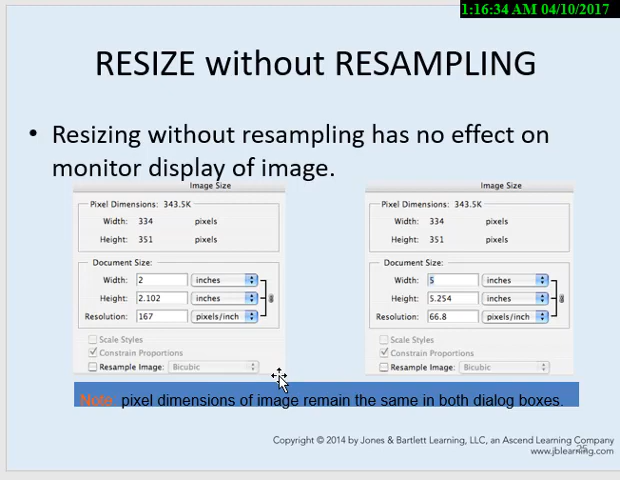 1:16:34 AM 04/10/2017
RESIZE without RESAMPLING
• Resizing without resampling has no effect on
monitor display of image.
Image Size
Pixel Dimensions: 343.5K
Width: 334 pixels
Height: 351 pixels
Document Size:
Width: 2 inches
Height: 2.102 inches
Resolution: 167 pixels/inch
Scale Styles
Constrain Proportions
Resample Image: Bicubic
Image Size
Pixel Dimensions: 343.5K
Width: 334 pixels
Height: 351 pixels
Document Size:
Width: 5 inches
Height: 5.254 inches
Resolution: 66.8 pixels/inch
Scale Styles
Constrain Proportions
Resample Image: Bicubic
Note pixel dimensions of image remain the same in both dialog boxes.
Copyright © 2014 by Jones & Bartlett Learning, LLC, an Ascend Learning Company
www.jblearning.com